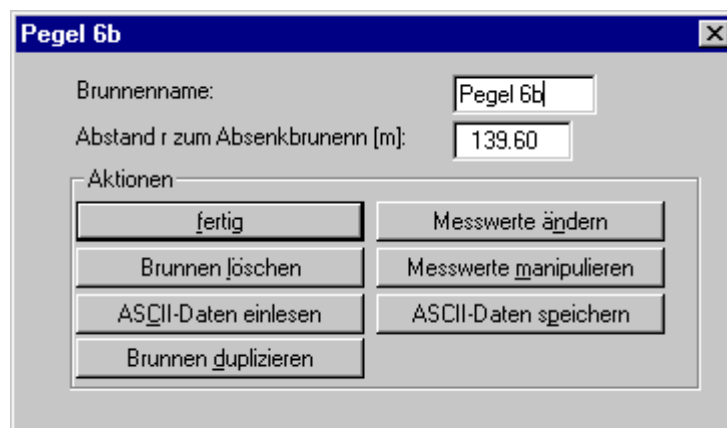 Pegel 6b
Brunnenname: Pegel 6b
Abstand r zum Absenkbrunenn [m]: 139.60
Aktionen
fertig Messwerte ändern
Brunnen löschen Messwerte manipulieren
ASCII-Daten einlesen ASCII-Daten speichern
Brunnen duplizieren